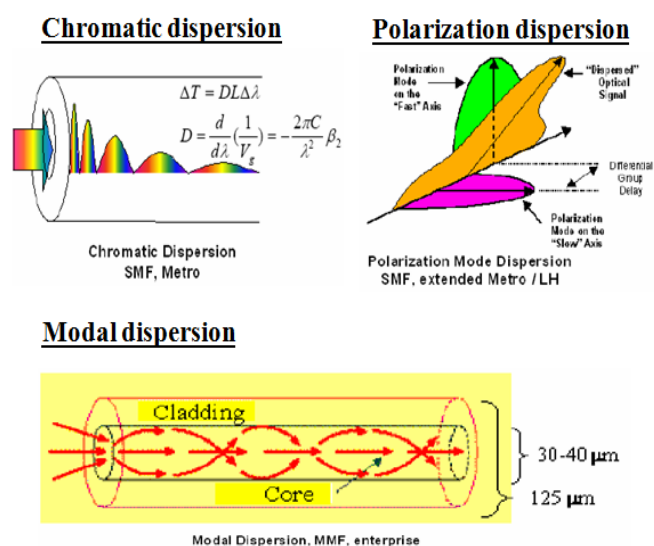 Chromatic dispersion
ΔT = DLΔλ
D = d/dλ (1/V_g) = − 2πC/λ² β₂
Chromatic Dispersion
SMF, Metro
Polarization dispersion
Polarization
Mode
on the
"Fast" Axis
"Dispersed"
Optical
Signal
Differential
Group
Delay
Polarization
Mode on the
"Slow" Axis
Polarization Mode Dispersion
SMF, extended Metro / LH
Modal dispersion
Cladding
Core
30-40 μm
125 μm
Modal Dispersion, MMF, enterprise